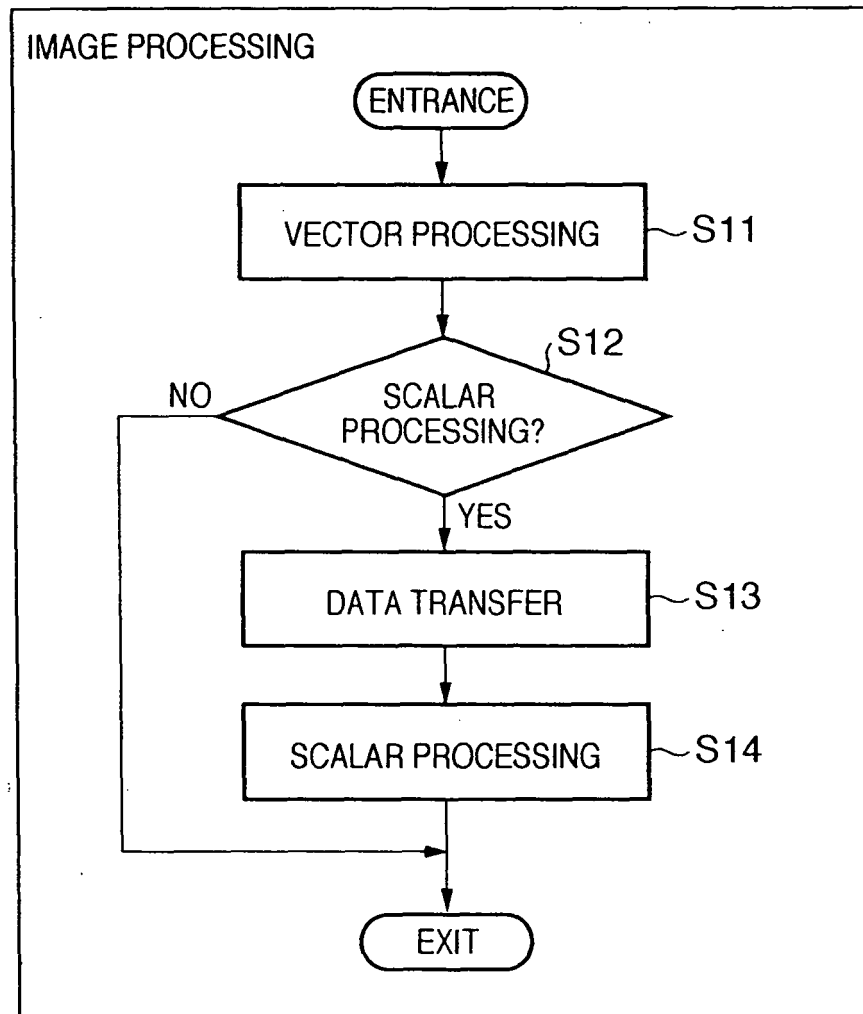 IMAGE PROCESSING
ENTRANCE
VECTOR PROCESSING
S11
S12
NO
SCALAR
PROCESSING?
YES
DATA TRANSFER
S13
SCALAR PROCESSING
S14
EXIT